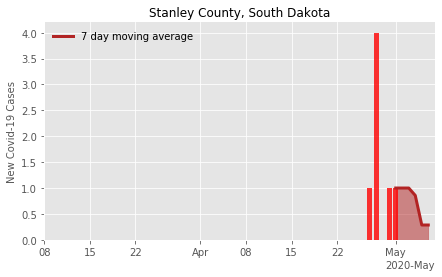 Stanley County, South Dakota
7 day moving average
New Covid-19 Cases
4.0
3.5
3.0
2.5
2.0
1.5
1.0
0.5
0.0
08
15
22
Apr
08
15
22
May
2020-May